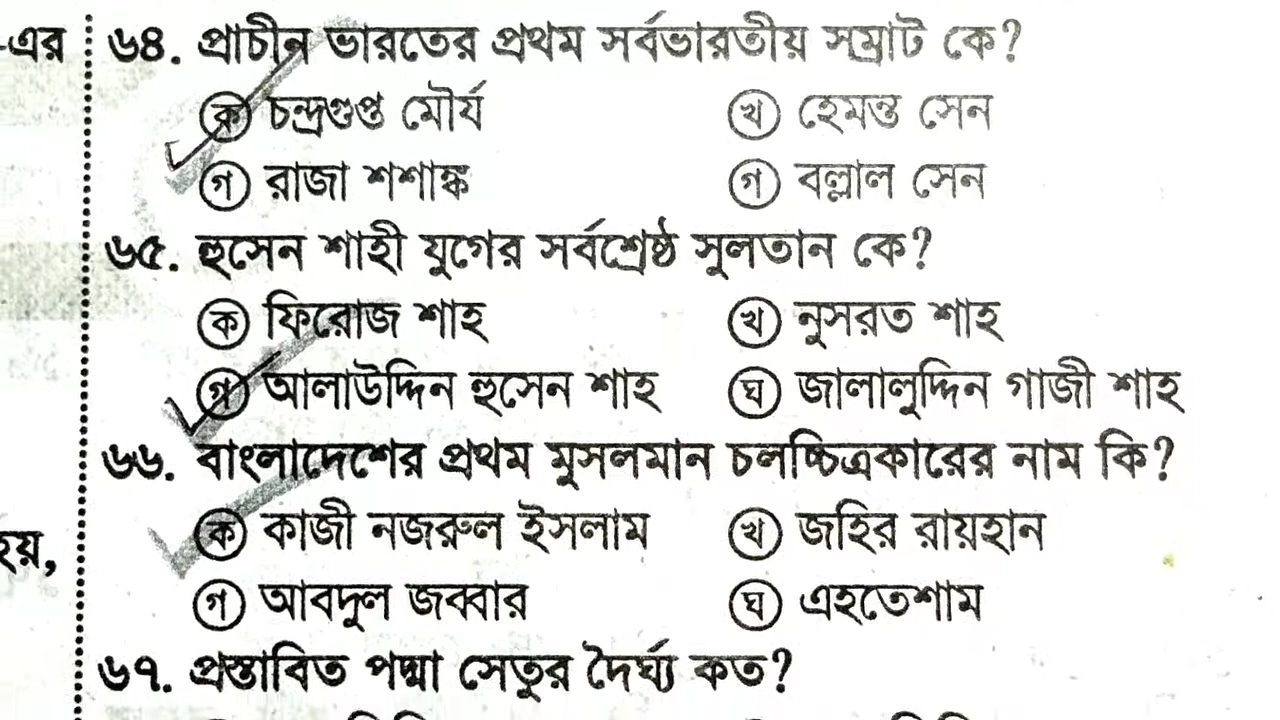 -এর
৬৪. প্রাচীন ভারতের প্রথম সর্বভারতীয় সম্রাট কে?
ক চন্দ্রগুপ্ত মৌর্য খ হেমন্ত সেন
গ রাজা শশাঙ্ক গ বল্লাল সেন
৬৫. হুসেন শাহী যুগের সর্বশ্রেষ্ঠ সুলতান কে?
ক ফিরোজ শাহ খ নুসরত শাহ
গ আলাউদ্দিন হুসেন শাহ ঘ জালালুদ্দিন গাজী শাহ
৬৬. বাংলাদেশের প্রথম মুসলমান চলচ্চিত্রকারের নাম কি?
ক কাজী নজরুল ইসলাম খ জহির রায়হান
হয়,
গ আবদুল জব্বার ঘ এহতেশাম
৬৭. প্রস্তাবিত পদ্মা সেতুর দৈর্ঘ্য কত?